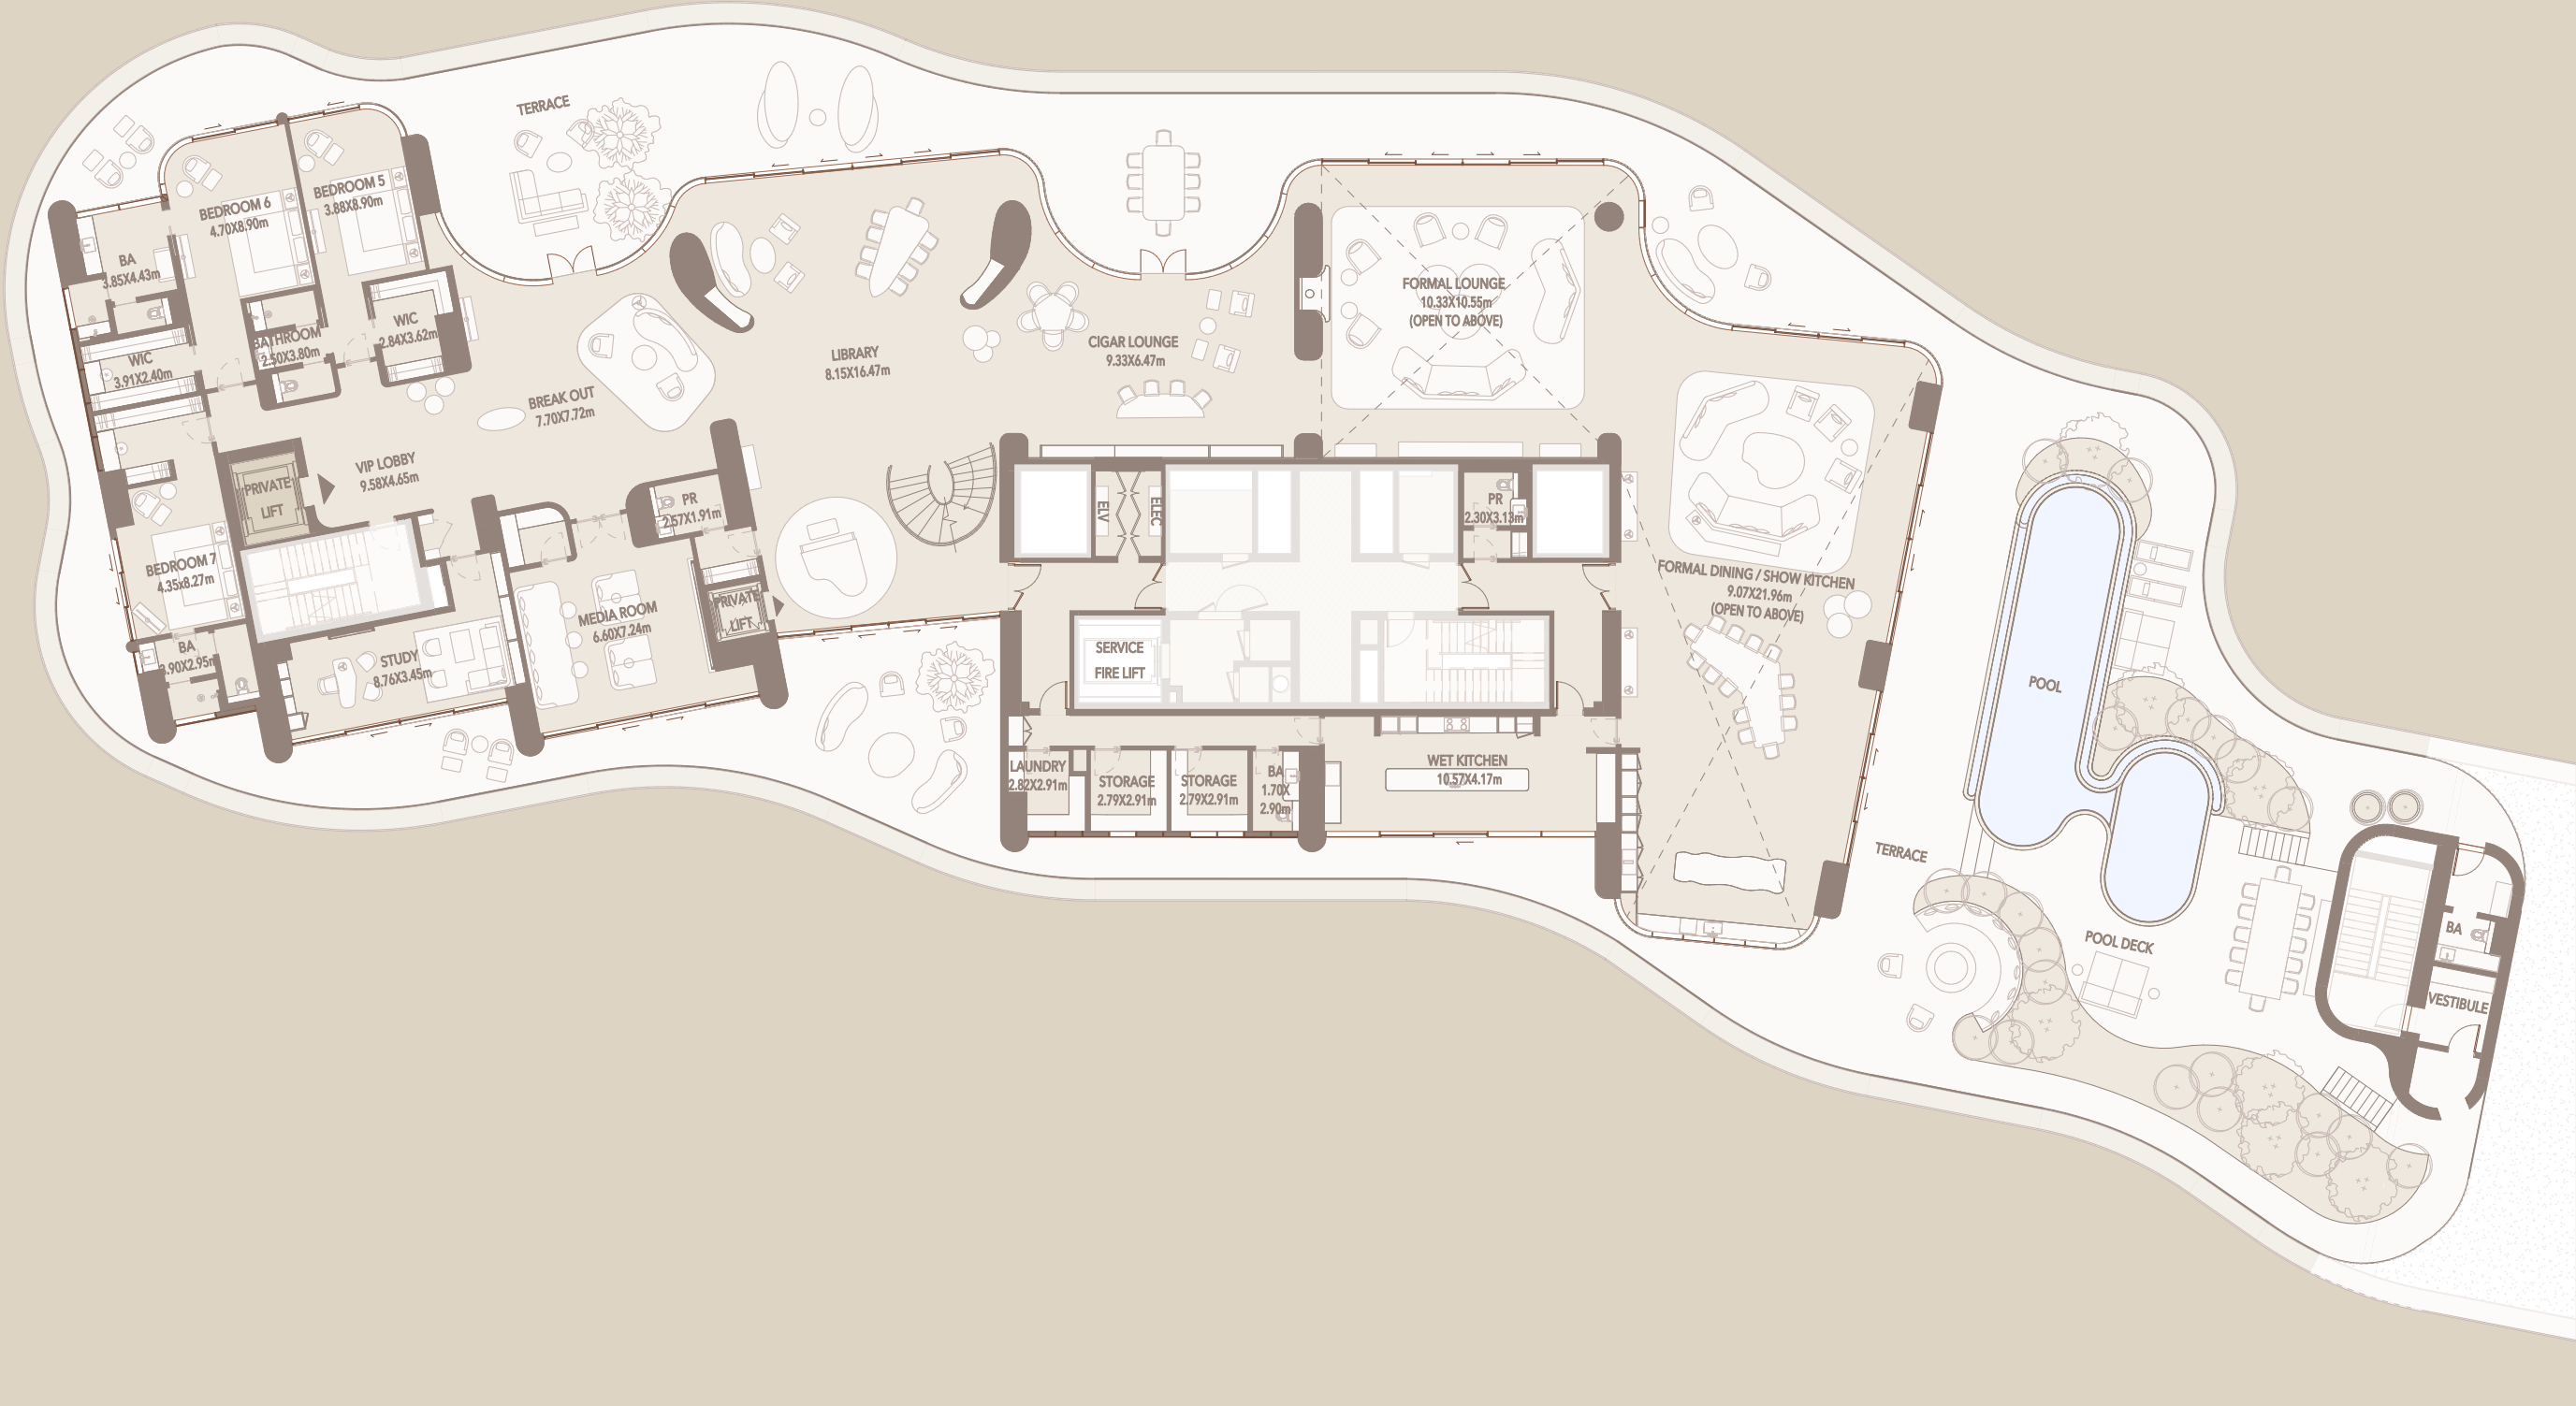 TERRACE
BEDROOM 5
3.88X8.90m
BEDROOM 6
4.70X8.90m
BA
3.85X4.43m
WIC
2.84X3.62m
BATHROOM
2.50X3.80m
WIC
3.91X2.40m
BREAK OUT
7.70X7.72m
LIBRARY
8.15X16.47m
CIGAR LOUNGE
9.33X6.47m
FORMAL LOUNGE
10.33X10.55m
(OPEN TO ABOVE)
VIP LOBBY
9.58X4.65m
PRIVATE
LIFT
PR
2.57X1.91m
ELV
ELEC
PR
2.30X3.13m
BEDROOM 7
4.35x8.27m
FORMAL DINING / SHOW KITCHEN
9.07X21.96m
(OPEN TO ABOVE)
MEDIA ROOM
6.60X7.24m
PRIVATE
LIFT
BA
3.90X2.95m
STUDY
8.76X3.45m
SERVICE
FIRE LIFT
POOL
LAUNDRY
2.82X2.91m
STORAGE
2.79X2.91m
STORAGE
2.79X2.91m
BA
1.70X
2.90m
WET KITCHEN
10.57X4.17m
TERRACE
POOL DECK
BA
VESTIBULE